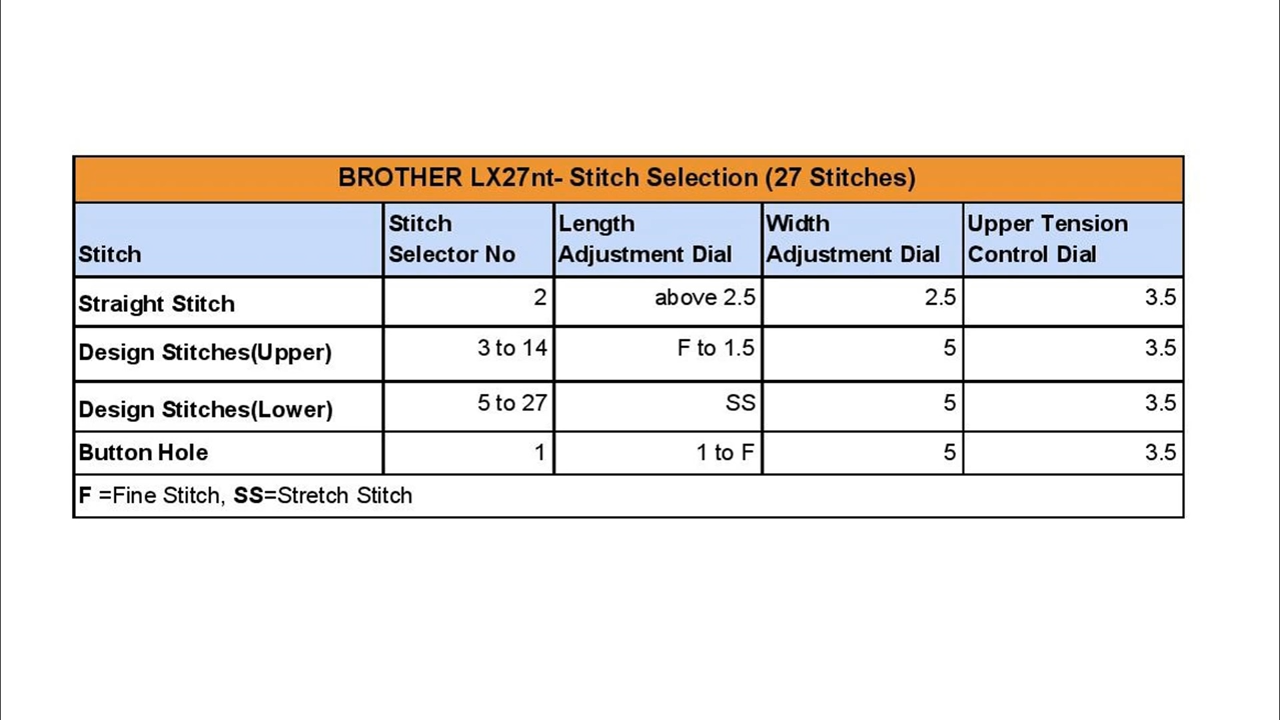 BROTHER LX27nt- Stitch Selection (27 Stitches)
Stitch Stitch Selector No Length Adjustment Dial Width Adjustment Dial Upper Tension Control Dial
Straight Stitch 2 above 2.5 2.5 3.5
Design Stitches(Upper) 3 to 14 F to 1.5 5 3.5
Design Stitches(Lower) 5 to 27 SS 5 3.5
Button Hole 1 1 to F 5 3.5
F =Fine Stitch, SS=Stretch Stitch